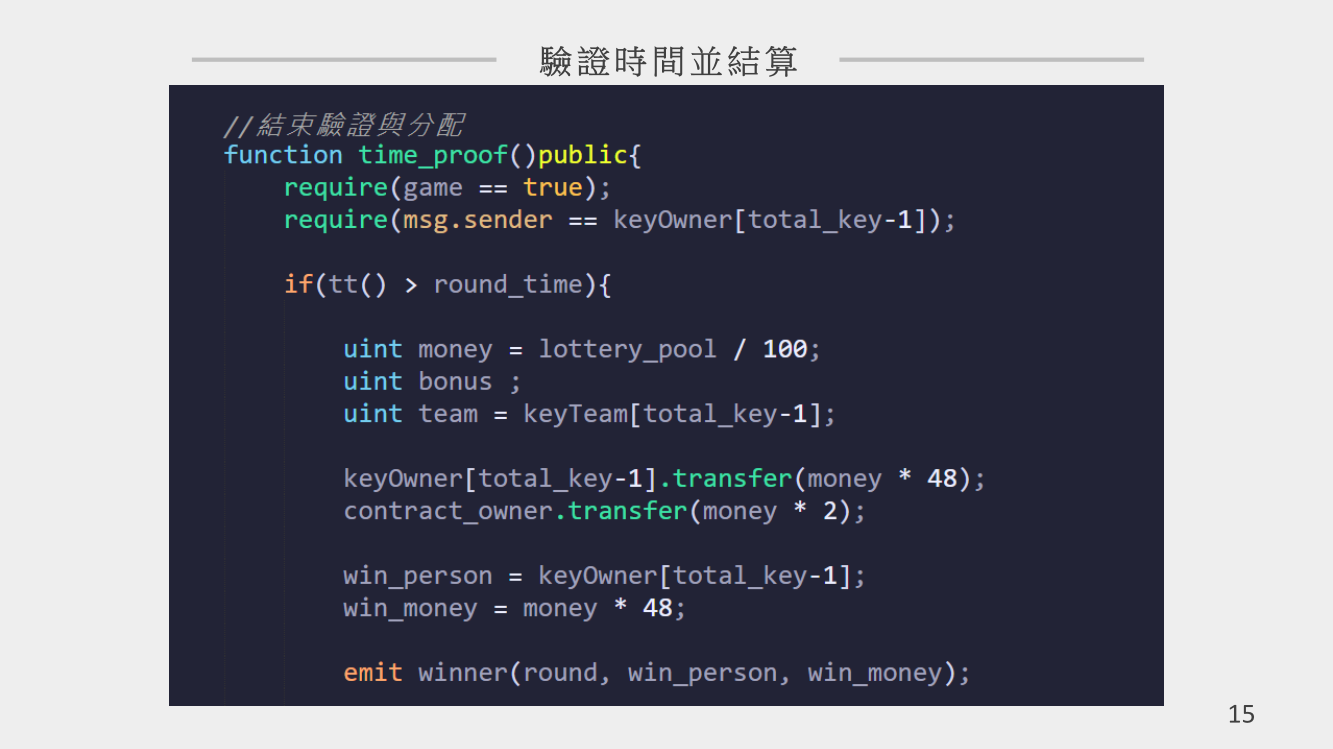 驗證時間並結算
//結束驗證與分配
function time_proof()public{
require(game == true);
require(msg.sender == keyOwner[total_key-1]);
if(tt() > round_time){
uint money = lottery_pool / 100;
uint bonus ;
uint team = keyTeam[total_key-1];
keyOwner[total_key-1].transfer(money * 48);
contract_owner.transfer(money * 2);
win_person = keyOwner[total_key-1];
win_money = money * 48;
emit winner(round, win_person, win_money);
15